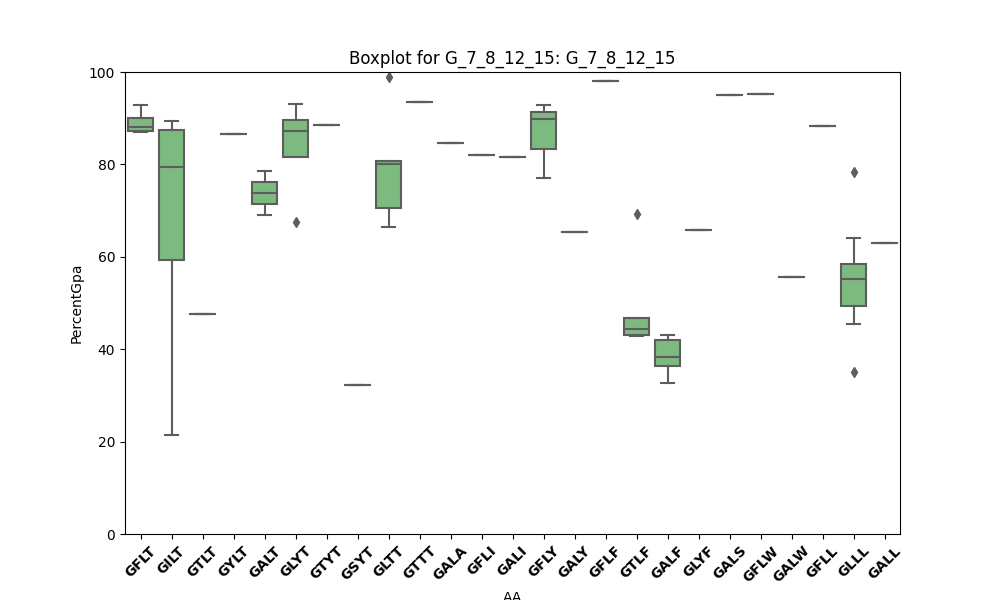 Boxplot for G_7_8_12_15: G_7_8_12_15
100
80
60
40
20
0
PercentGpa
GFLT GILT GTLT GYLT GALT GLYT GTYT GSYT GLTT GTTT GALA GFLI GALI GFLY GALY GFLF GTLF GALF GLYF GALS GFLW GALW GFLL GLLL GALL
AA